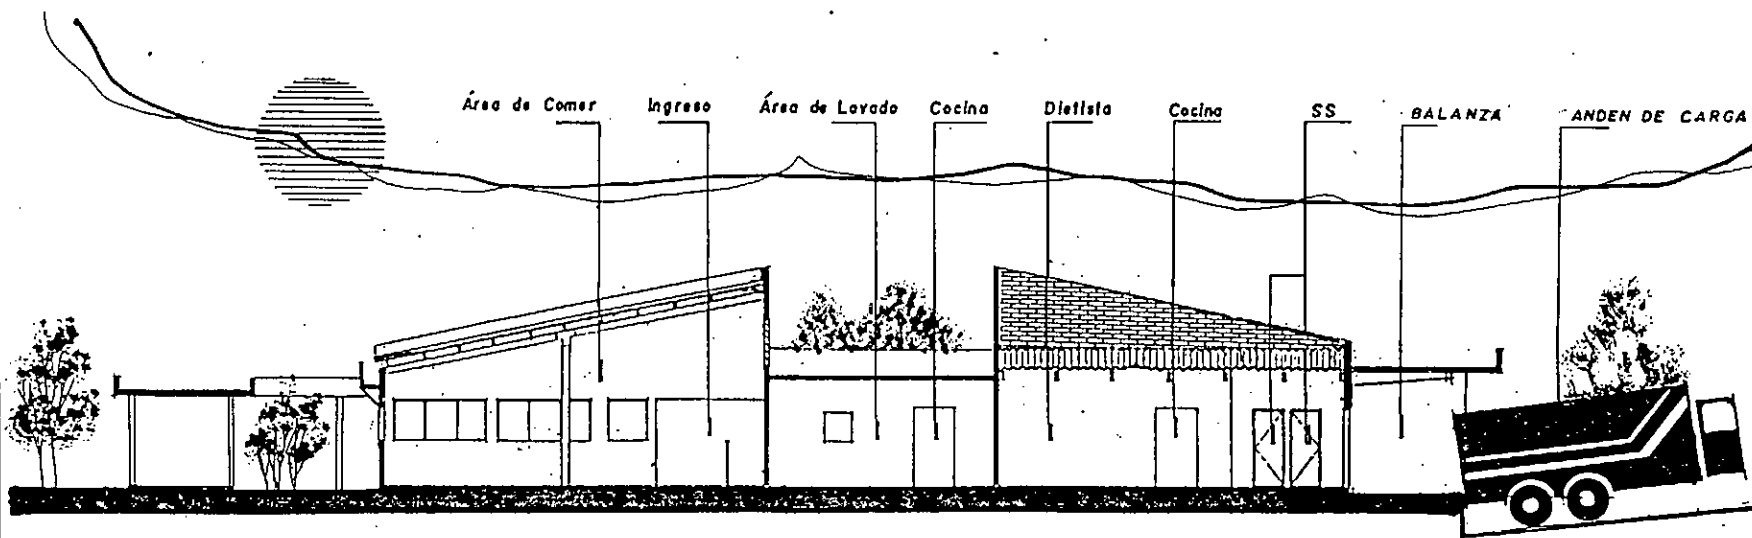 Área de Comer
Ingreso
Área de Lavado
Cocina
Dietista
Cocina
SS
BALANZA
ANDEN DE CARGA